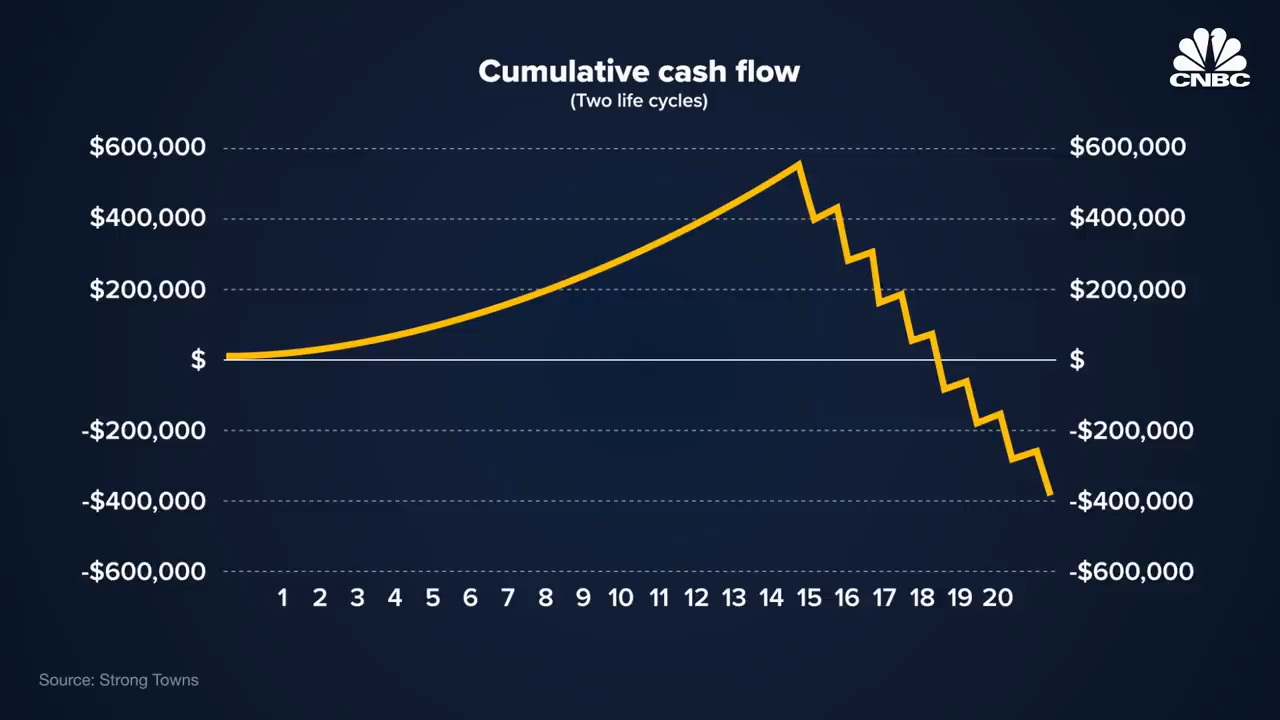 CNBC
Cumulative cash flow
(Two life cycles)
$600,000 $600,000
$400,000 $400,000
$200,000 $200,000
$ $
-$200,000 -$200,000
-$400,000 -$400,000
-$600,000 -$600,000
1 2 3 4 5 6 7 8 9 10 11 12 13 14 15 16 17 18 19 20
Source: Strong Towns